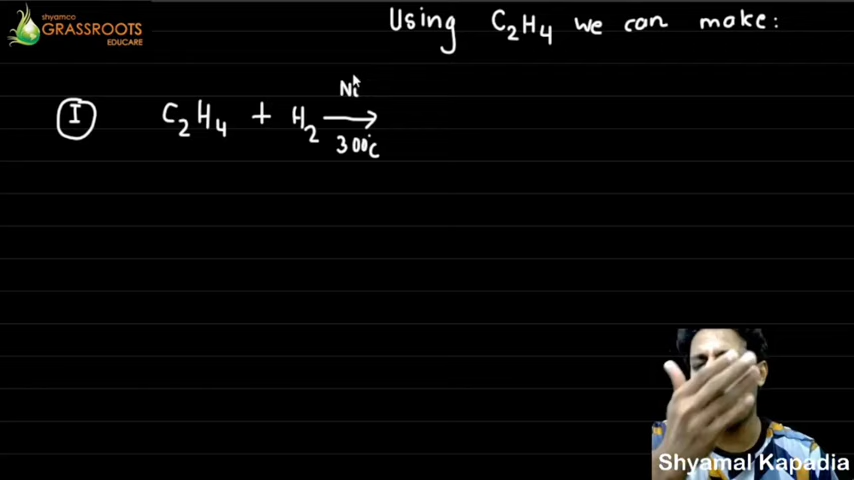 shyamco
GRASSROOTS
EDUCARE
Using C₂H₄ we can make:
I C₂H₄ + H₂ →
Ni
300°C
Shyamal Kapadia